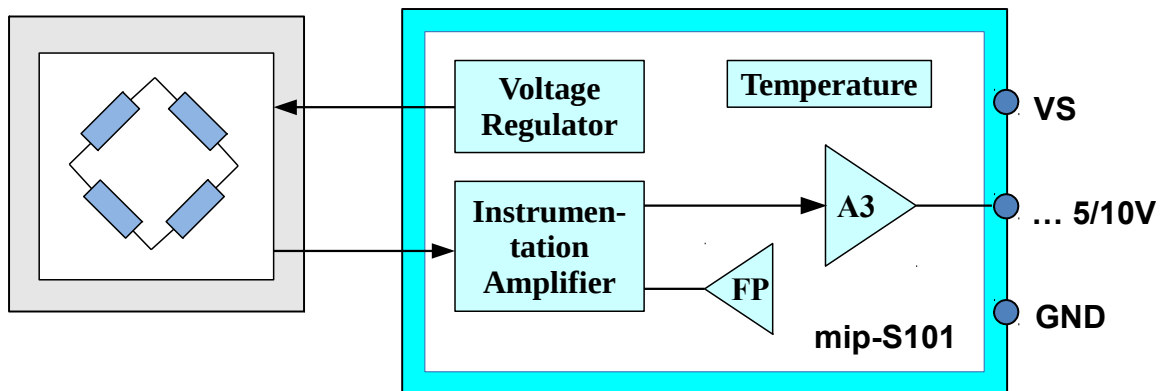 Voltage
Regulator
Temperature
VS
Instrumen-
tation
Amplifier
A3
... 5/10V
FP
GND
mip-S101